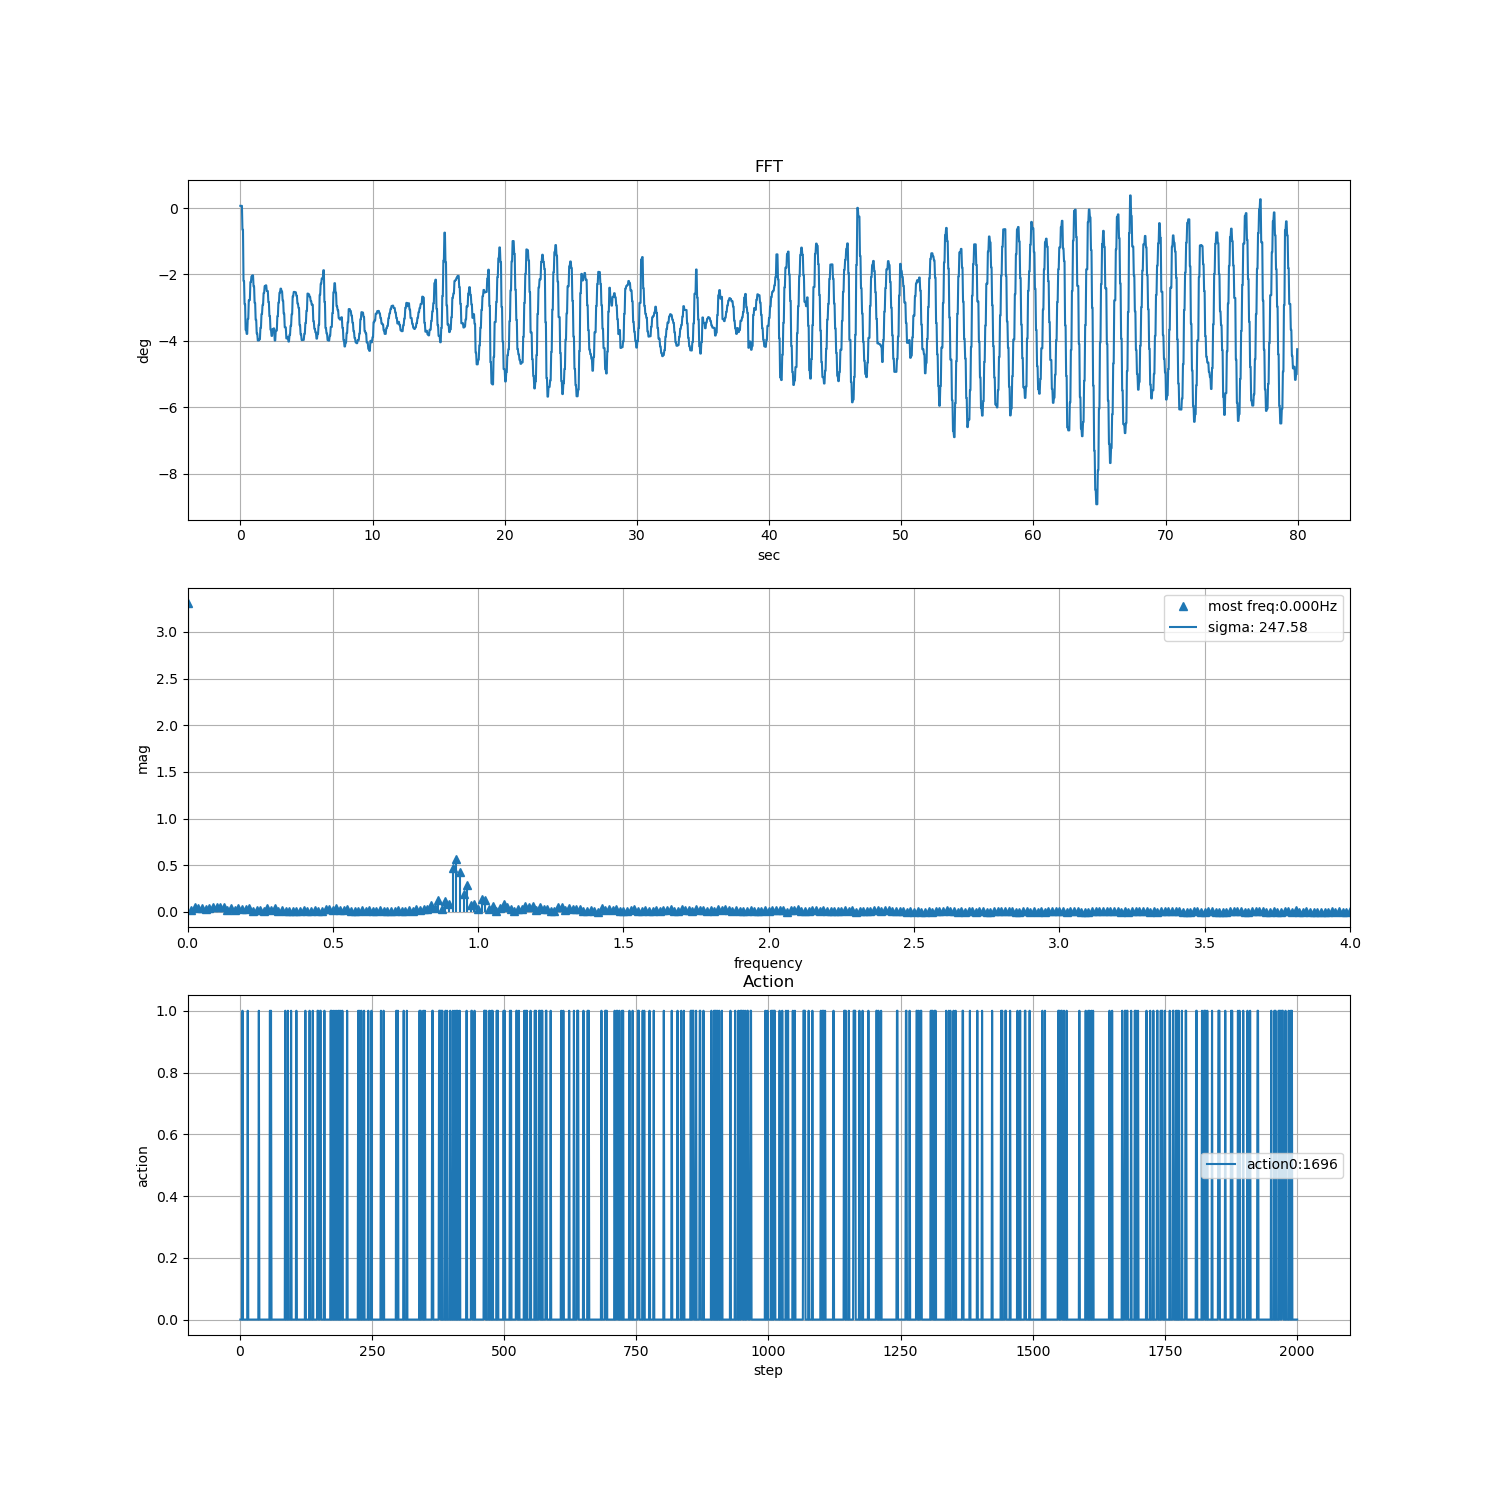 FFT
0
−2
−4
−6
−8
deg
0 10 20 30 40 50 60 70 80
sec
most freq:0.000Hz
sigma: 247.58
3.0
2.5
2.0
1.5
1.0
0.5
0.0
mag
0.0 0.5 1.0 1.5 2.0 2.5 3.0 3.5 4.0
frequency
Action
1.0
0.8
0.6
0.4
0.2
0.0
action
action0:1696
0 250 500 750 1000 1250 1500 1750 2000
step